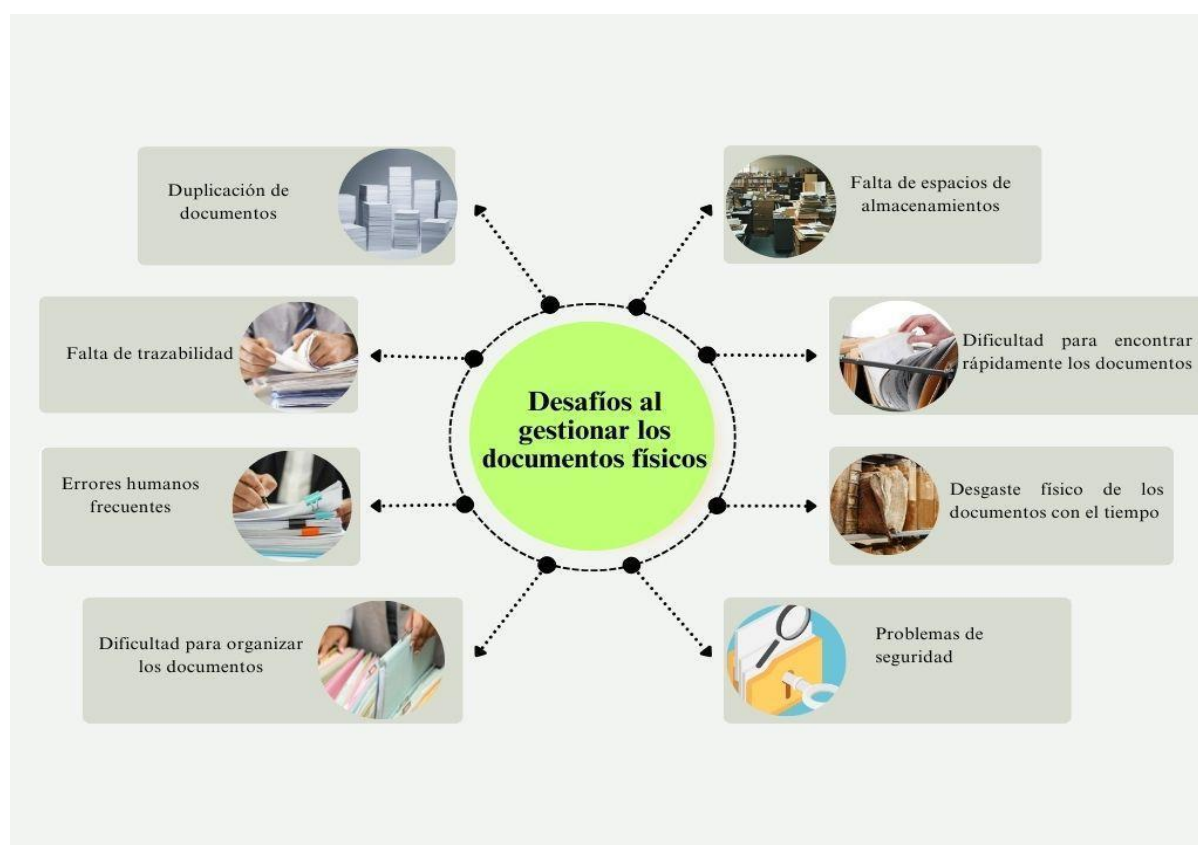 Duplicación de
documentos
Falta de espacios de
almacenamientos
Falta de trazabilidad
Dificultad para encontrar
rápidamente los documentos
Desafíos al
gestionar los
documentos físicos
Errores humanos
frecuentes
Desgaste físico de los
documentos con el tiempo
Dificultad para organizar
los documentos
Problemas de
seguridad